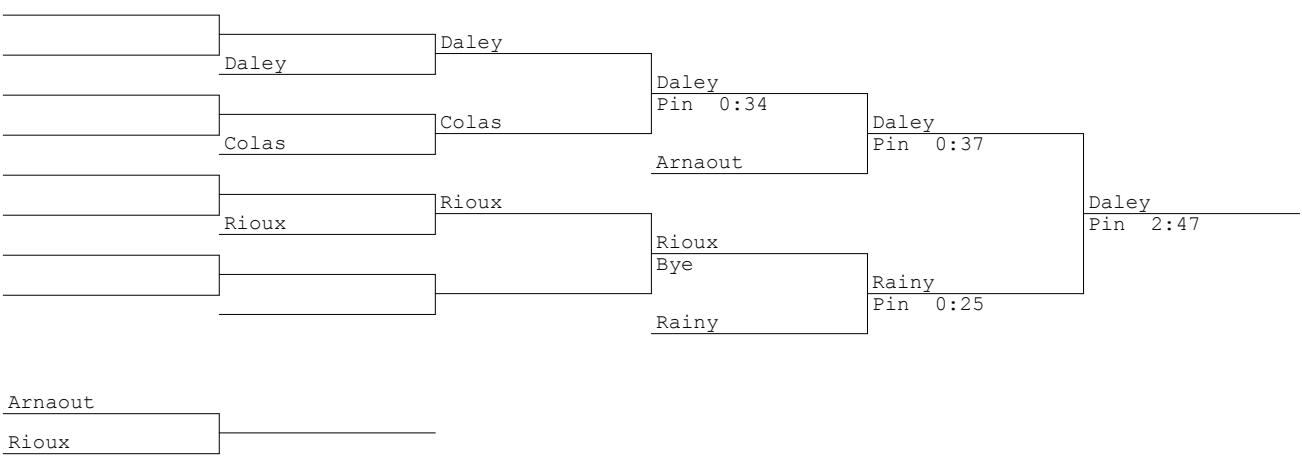 Daley
Daley
Daley
Pin 0:34
Colas
Daley
Colas
Pin 0:37
Arnaout
Rioux
Daley
Rioux
Pin 2:47
Rioux
Bye
Rainy
Pin 0:25
Rainy
Arnaout
Rioux